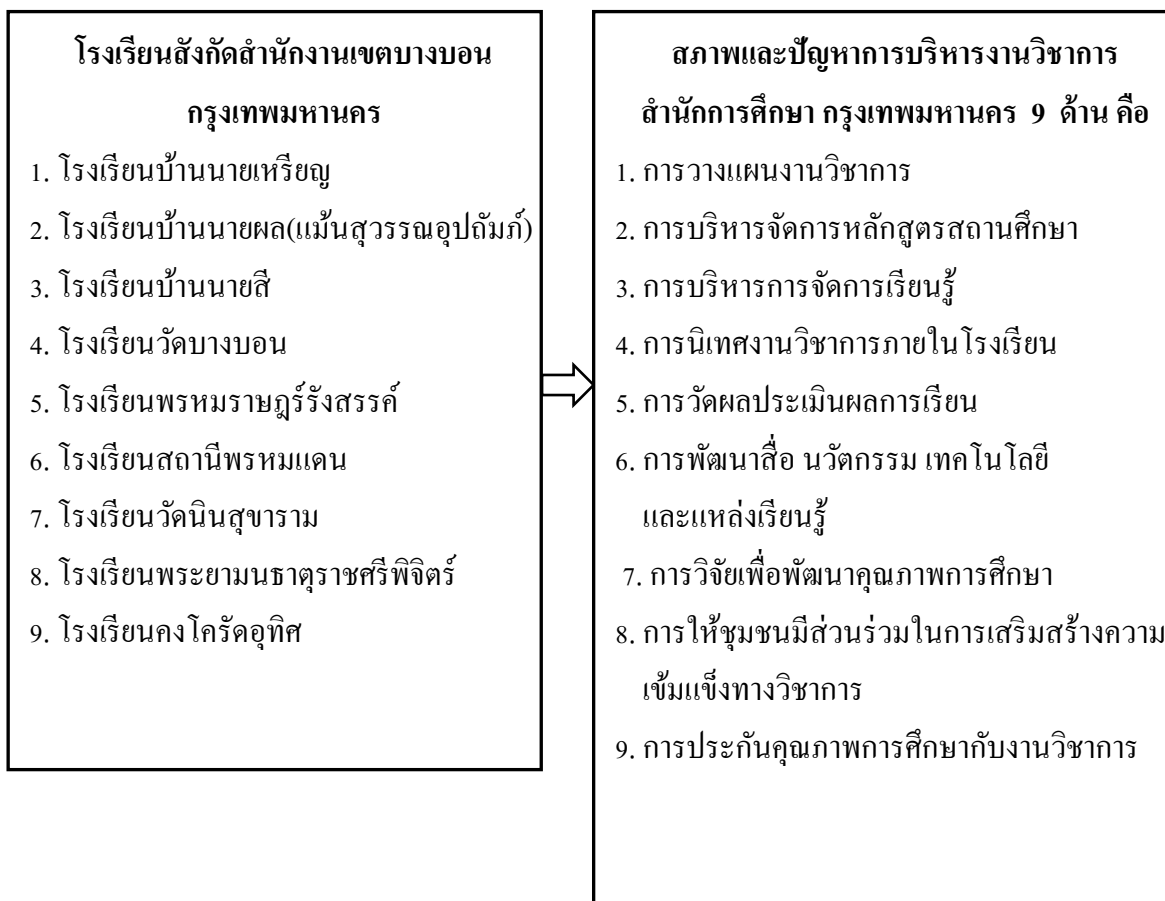 โรงเรียนสังกัดสำนักงานเขตบางบอน
กรุงเทพมหานคร
1. โรงเรียนบ้านนายเหรียญ
2. โรงเรียนบ้านนายผล(แม้นสุวรรณอุปถัมภ์)
3. โรงเรียนบ้านนายสี
4. โรงเรียนวัดบางบอน
5. โรงเรียนพรหมราษฎร์รังสรรค์
6. โรงเรียนสถานีพรหมแดน
7. โรงเรียนวัดนินสุขาราม
8. โรงเรียนพระยามนธาตุราชศรีพิจิตร์
9. โรงเรียนคงโครัดอุทิศ
สภาพและปัญหาการบริหารงานวิชาการ
สำนักการศึกษา กรุงเทพมหานคร 9 ด้าน คือ
1. การวางแผนงานวิชาการ
2. การบริหารจัดการหลักสูตรสถานศึกษา
3. การบริหารการจัดการเรียนรู้
4. การนิเทศงานวิชาการภายในโรงเรียน
5. การวัดผลประเมินผลการเรียน
6. การพัฒนาสื่อ นวัตกรรม เทคโนโลยี
และแหล่งเรียนรู้
7. การวิจัยเพื่อพัฒนาคุณภาพการศึกษา
8. การให้ชุมชนมีส่วนร่วมในการเสริมสร้างความ
เข้มแข็งทางวิชาการ
9. การประกันคุณภาพการศึกษากับงานวิชาการ